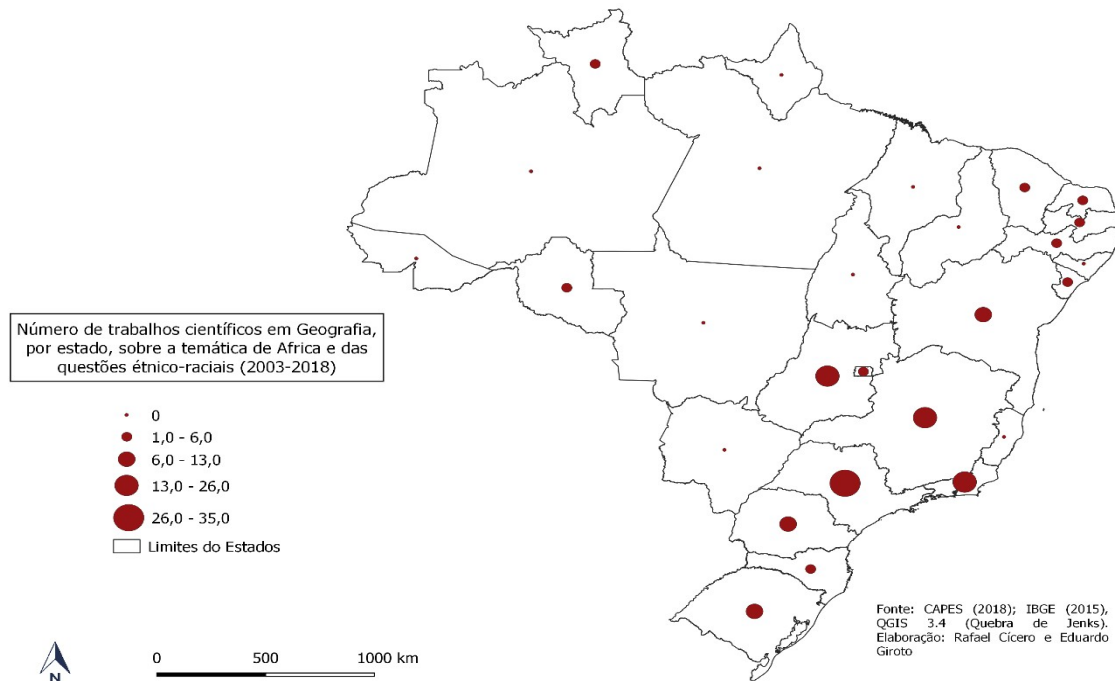 Número de trabalhos científicos em Geografia,
por estado, sobre a temática de Africa e das
questões étnico-raciais (2003-2018)
0
1,0 - 6,0
6,0 - 13,0
13,0 - 26,0
26,0 - 35,0
Limites do Estados
Fonte: CAPES (2018); IBGE (2015),
QGIS 3.4 (Quebra de Jenks).
Elaboração: Rafael Cícero e Eduardo
Giroto
N
0 500 1000 km